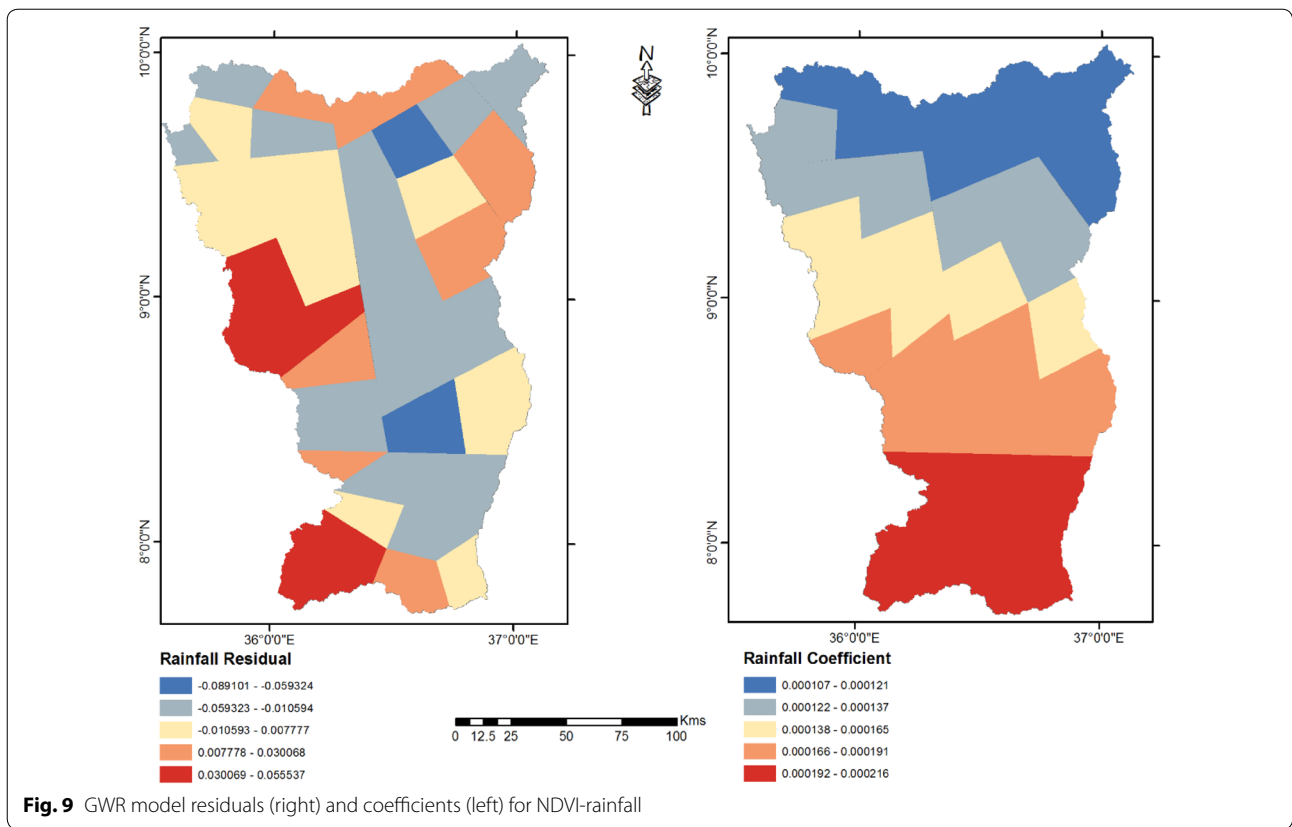 N
10°0'0"N
9°0'0"N
8°0'0"N
36°0'0"E
37°0'0"E
10°0'0"N
9°0'0"N
8°0'0"N
36°0'0"E
37°0'0"E
Rainfall Residual
-0.089101 - -0.059324
-0.059323 - -0.010594
-0.010593 - 0.007777
0.007778 - 0.030068
0.030069 - 0.055537
Kms
0 12.5 25 50 75 100
Rainfall Coefficient
0.000107 - 0.000121
0.000122 - 0.000137
0.000138 - 0.000165
0.000166 - 0.000191
0.000192 - 0.000216
Fig. 9 GWR model residuals (right) and coefficients (left) for NDVI-rainfall